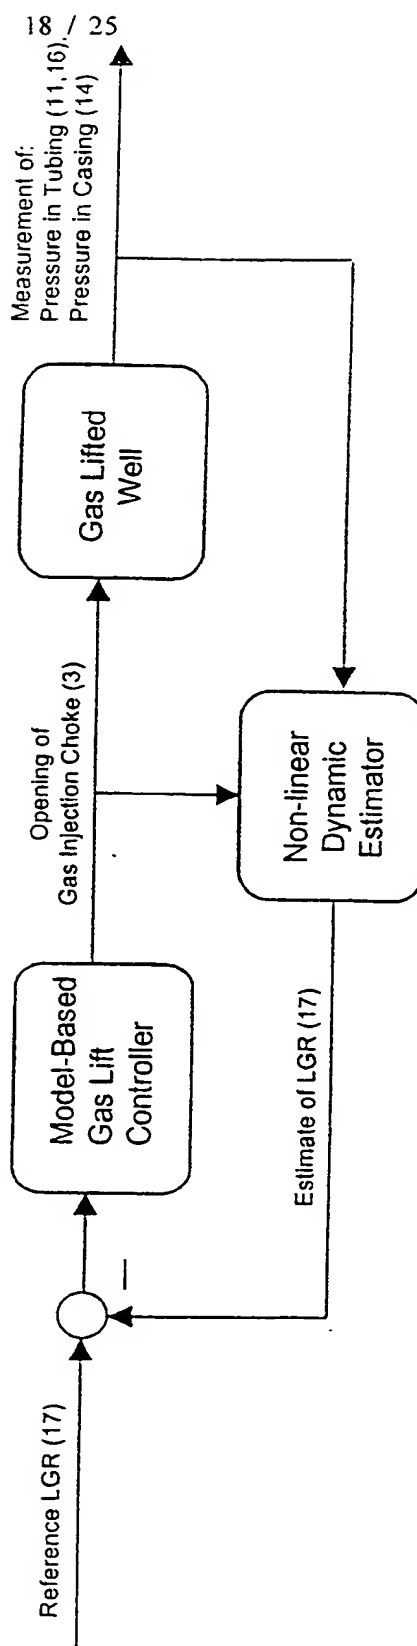 18 / 25
Measurement of:
Pressure in Tubing (11,16),
Pressure in Casing (14)
Gas Lifted
Well
Opening of
Gas Injection Choke (3)
Non-linear
Dynamic
Estimator
Model-Based
Gas Lift
Controller
Estimate of LGR (17)
—
Reference LGR (17)